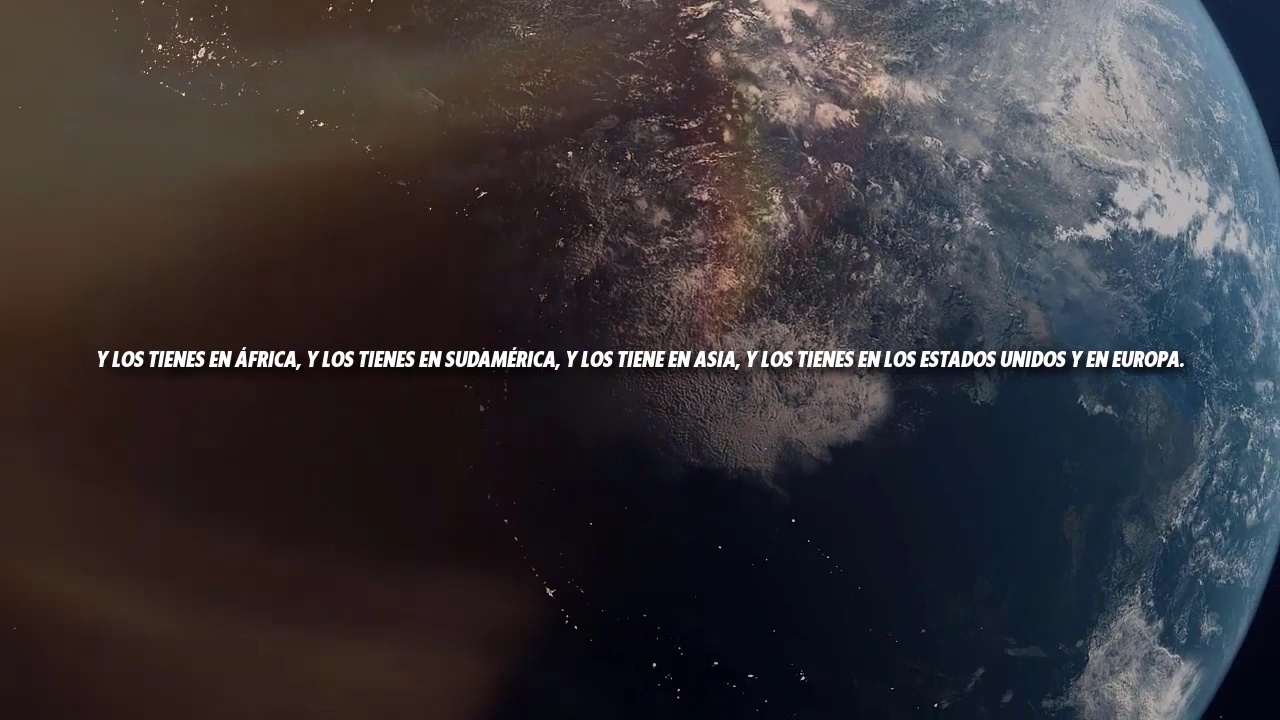 Y LOS TIENES EN ÁFRICA, Y LOS TIENES EN SUDAMÉRICA, Y LOS TIENE EN ASIA, Y LOS TIENES EN LOS ESTADOS UNIDOS Y EN EUROPA.